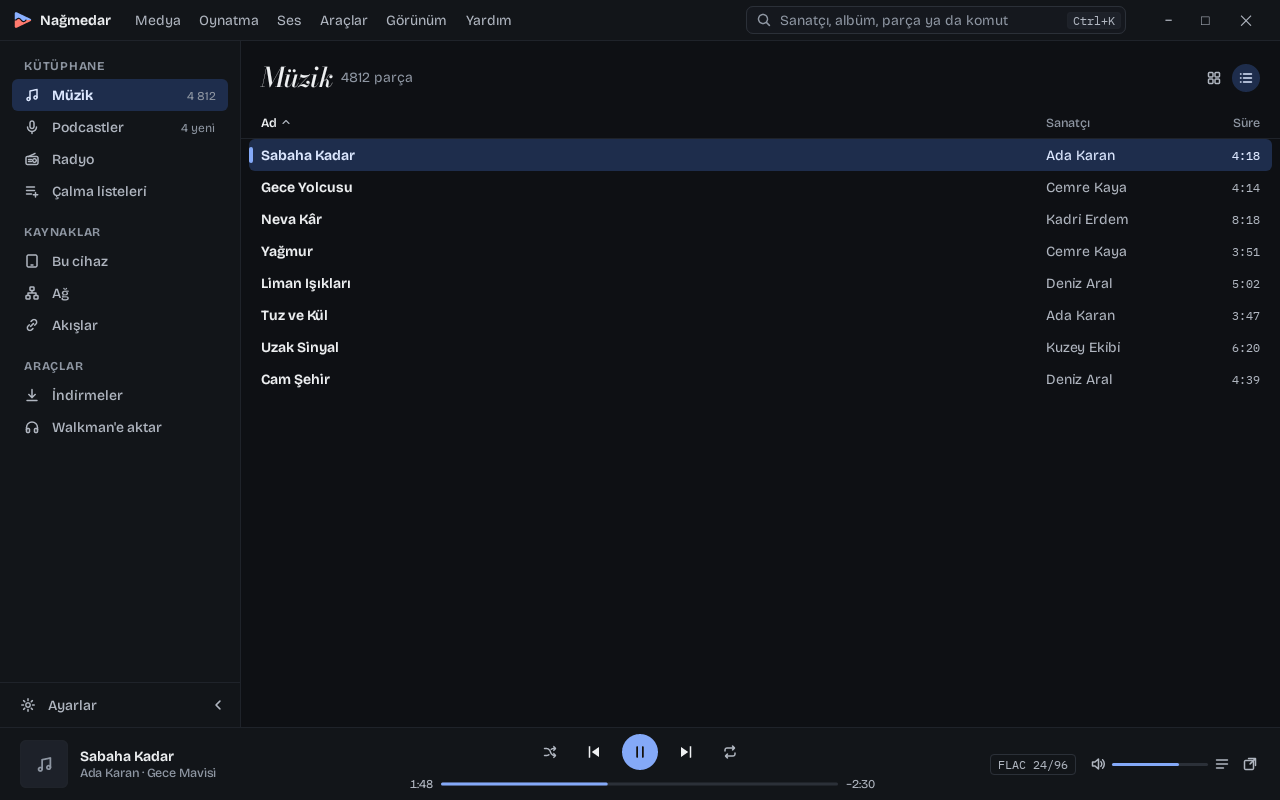 Nağmedar Medya Oynatma Ses Araçlar Görünüm Yardım Sanatçı, albüm, parça ya da komut Ctrl+K
KÜTÜPHANE
Müzik 4 812
Podcastler 4 yeni
Radyo
Çalma listeleri
KAYNAKLAR
Bu cihaz
Ağ
Akışlar
ARAÇLAR
İndirmeler
Walkman'e aktar
Ayarlar
Müzik 4812 parça
Ad Sanatçı Süre
Sabaha Kadar Ada Karan 4:18
Gece Yolcusu Cemre Kaya 4:14
Neva Kâr Kadri Erdem 8:18
Yağmur Cemre Kaya 3:51
Liman Işıkları Deniz Aral 5:02
Tuz ve Kül Ada Karan 3:47
Uzak Sinyal Kuzey Ekibi 6:20
Cam Şehir Deniz Aral 4:39
Sabaha Kadar
Ada Karan · Gece Mavisi
1:48 −2:30
FLAC 24/96